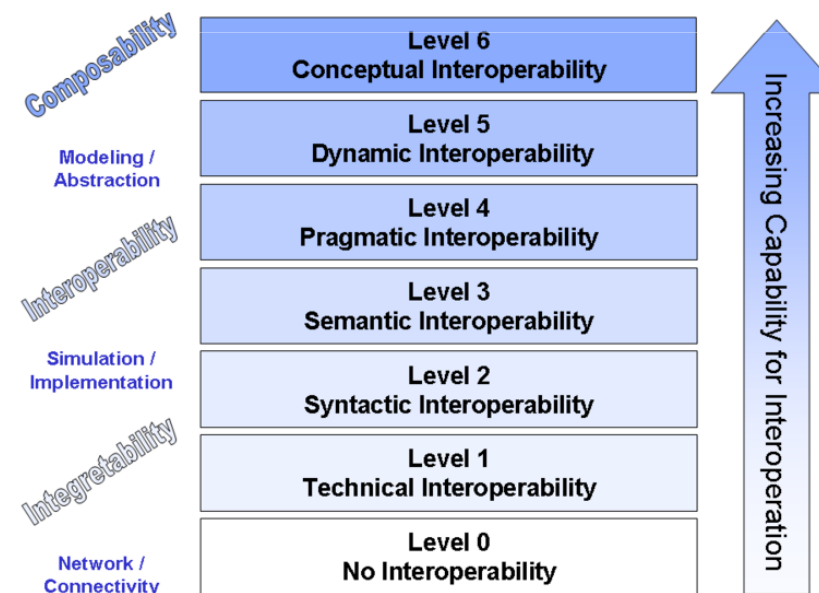 Composability
Level 6
Conceptual Interoperability
Level 5
Dynamic Interoperability
Modeling /
Abstraction
Level 4
Pragmatic Interoperability
Interoperability
Level 3
Semantic Interoperability
Simulation /
Implementation
Level 2
Syntactic Interoperability
Integretability
Level 1
Technical Interoperability
Level 0
No Interoperability
Network /
Connectivity
Increasing Capability for Interoperation